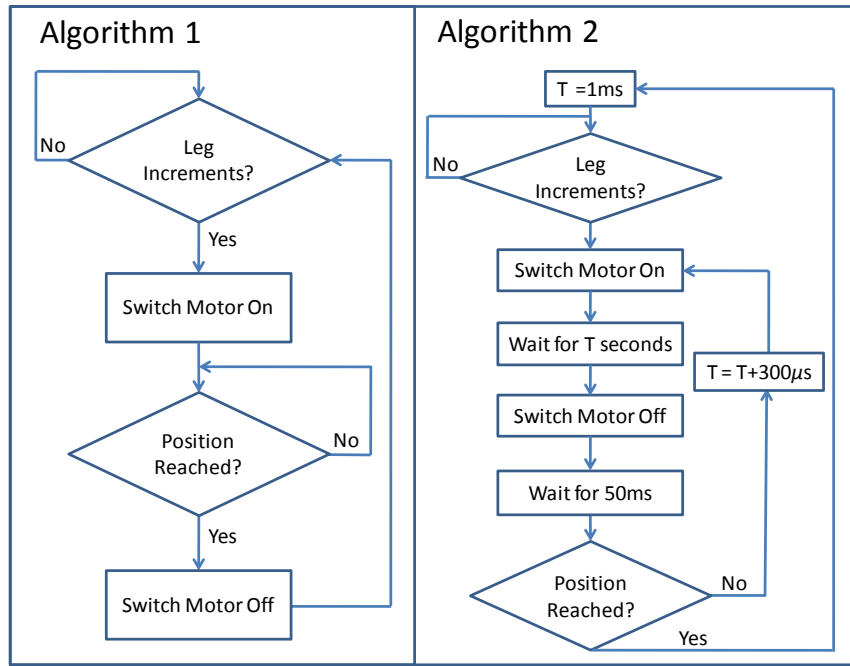 Algorithm 1
No
Leg
Increments?
Yes
Switch Motor On
Position
Reached?
No
Yes
Switch Motor Off
Algorithm 2
T =1ms
No
Leg
Increments?
Switch Motor On
Wait for T seconds
T = T+300µs
Switch Motor Off
Wait for 50ms
Position
Reached?
No
Yes